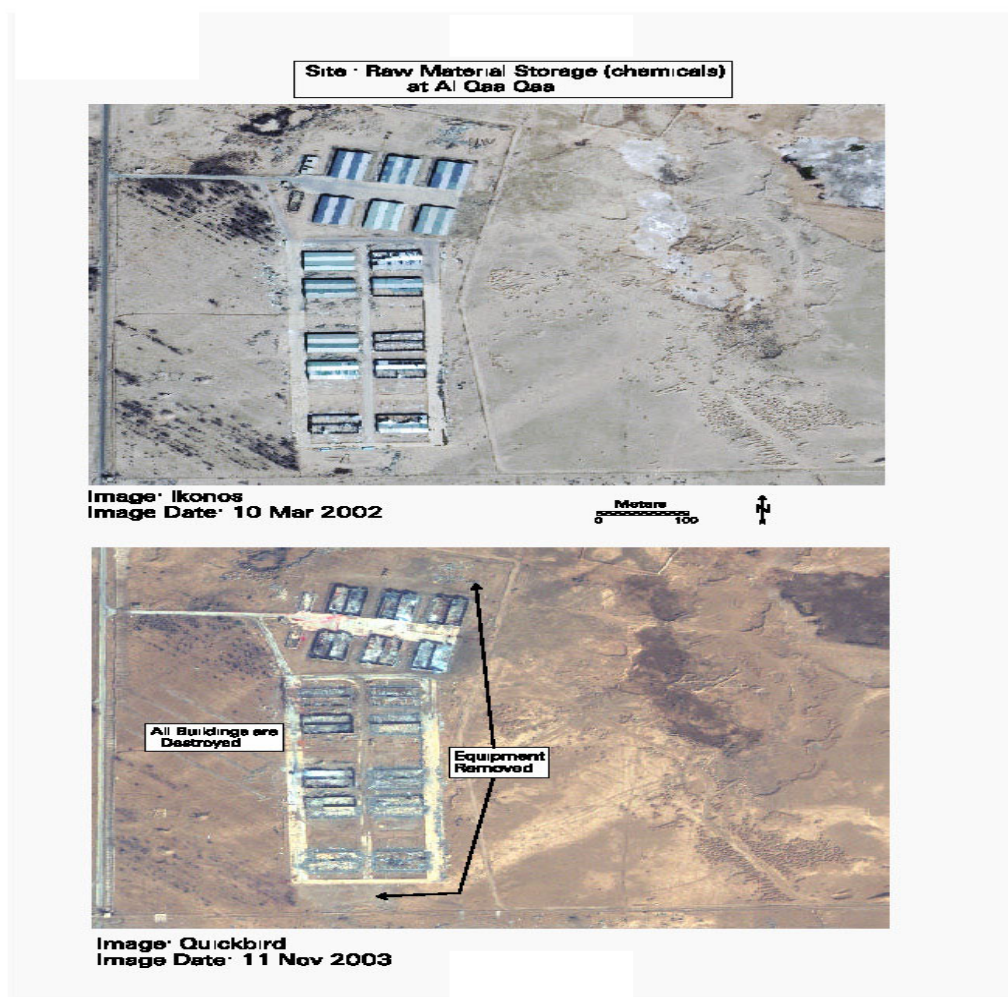 Site · Raw Material Storage (chemicals)
at Al Qaa Qaa
Image· Ikonos
Image Date· 10 Mar 2002
Meters
0 100
N
All Buildings are
Destroyed
Equipment
Removed
Image· Quickbird
Image Date· 11 Nov 2003